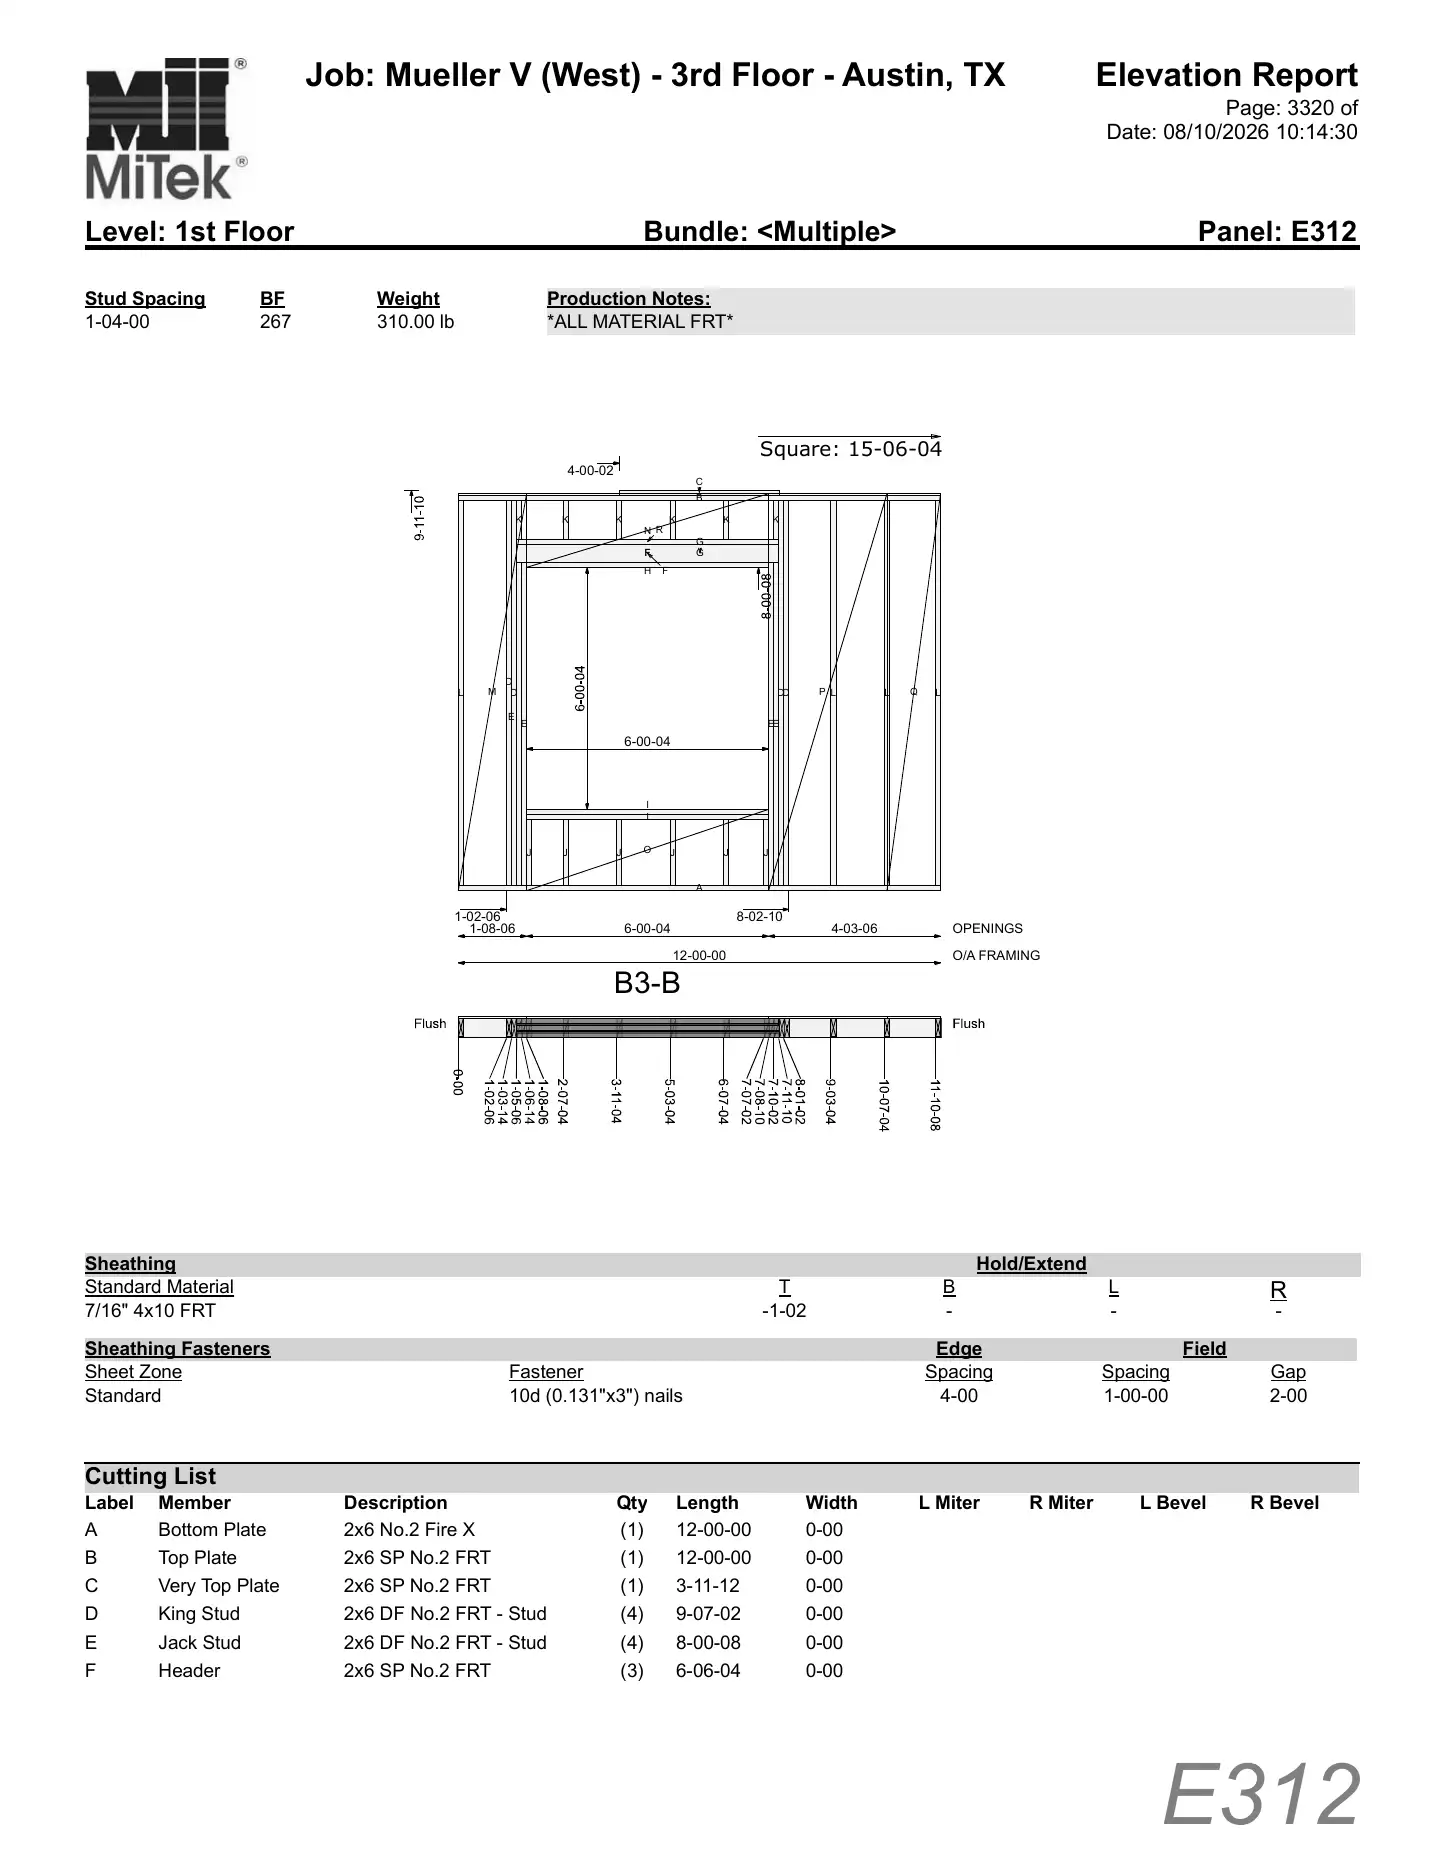 Job: Mueller V (West) - 3rd Floor - Austin, TX
Elevation Report
Page: 3320 of
Date: 08/10/2026 10:14:30
MiTek®
Level: 1st Floor Bundle: <Multiple> Panel: E312
Stud Spacing BF Weight Production Notes:
1-04-00 267 310.00 lb *ALL MATERIAL FRT*
Square: 15-06-04
4-00-02
C
B
9-11-10
K K K K K K
N R
G
F G
H F
8-00-08
6-00-04
L M D D D D P L L Q L
E E E E
6-00-04
I
I
J J J O J J J
A
1-02-06 8-02-10
1-08-06 6-00-04 4-03-06 OPENINGS
12-00-00 O/A FRAMING
B3-B
Flush Flush
0-00 1-02-06 1-03-14 1-05-06 1-06-14 1-08-06 2-07-04 3-11-04 5-03-04 6-07-04 7-07-02 7-08-10 7-10-02 7-11-10 8-01-02 9-03-04 10-07-04 11-10-08
Sheathing Hold/Extend
Standard Material T B L R
7/16" 4x10 FRT -1-02 - - -
Sheathing Fasteners Edge Field
Sheet Zone Fastener Spacing Spacing Gap
Standard 10d (0.131"x3") nails 4-00 1-00-00 2-00
Cutting List
Label Member Description Qty Length Width L Miter R Miter L Bevel R Bevel
A Bottom Plate 2x6 No.2 Fire X (1) 12-00-00 0-00
B Top Plate 2x6 SP No.2 FRT (1) 12-00-00 0-00
C Very Top Plate 2x6 SP No.2 FRT (1) 3-11-12 0-00
D King Stud 2x6 DF No.2 FRT - Stud (4) 9-07-02 0-00
E Jack Stud 2x6 DF No.2 FRT - Stud (4) 8-00-08 0-00
F Header 2x6 SP No.2 FRT (3) 6-06-04 0-00
E312